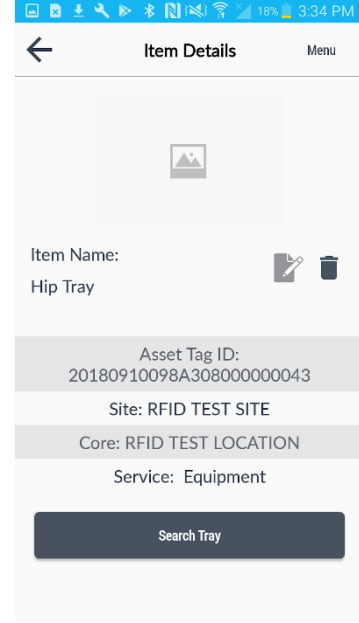 18% 3:34 PM
Item Details
Menu
Item Name:
Hip Tray
Asset Tag ID:
20180910098A308000000043
Site: RFID TEST SITE
Core: RFID TEST LOCATION
Service: Equipment
Search Tray